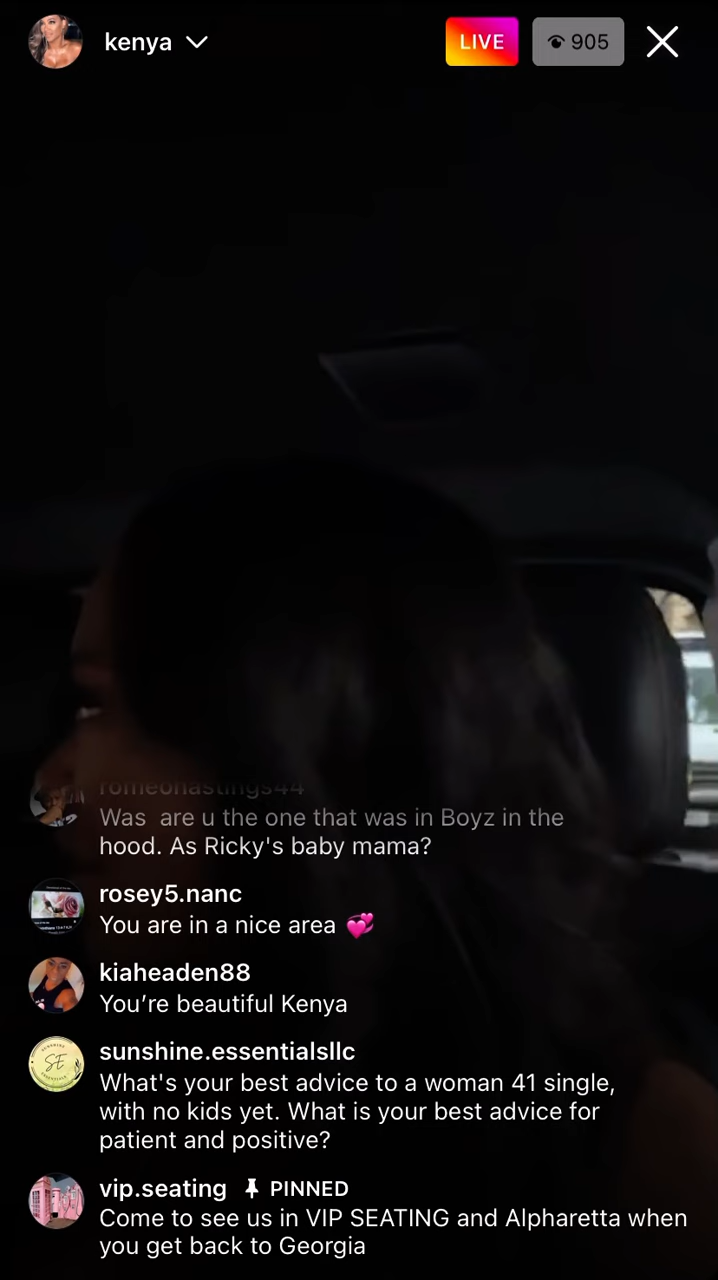 kenya
LIVE
905
romeohastings44
Was are u the one that was in Boyz in the
hood. As Ricky's baby mama?
rosey5.nanc
You are in a nice area 💞
kiaheaden88
You’re beautiful Kenya
sunshine.essentialsllc
What's your best advice to a woman 41 single,
with no kids yet. What is your best advice for
patient and positive?
SE
vip.seating PINNED
Come to see us in VIP SEATING and Alpharetta when
you get back to Georgia